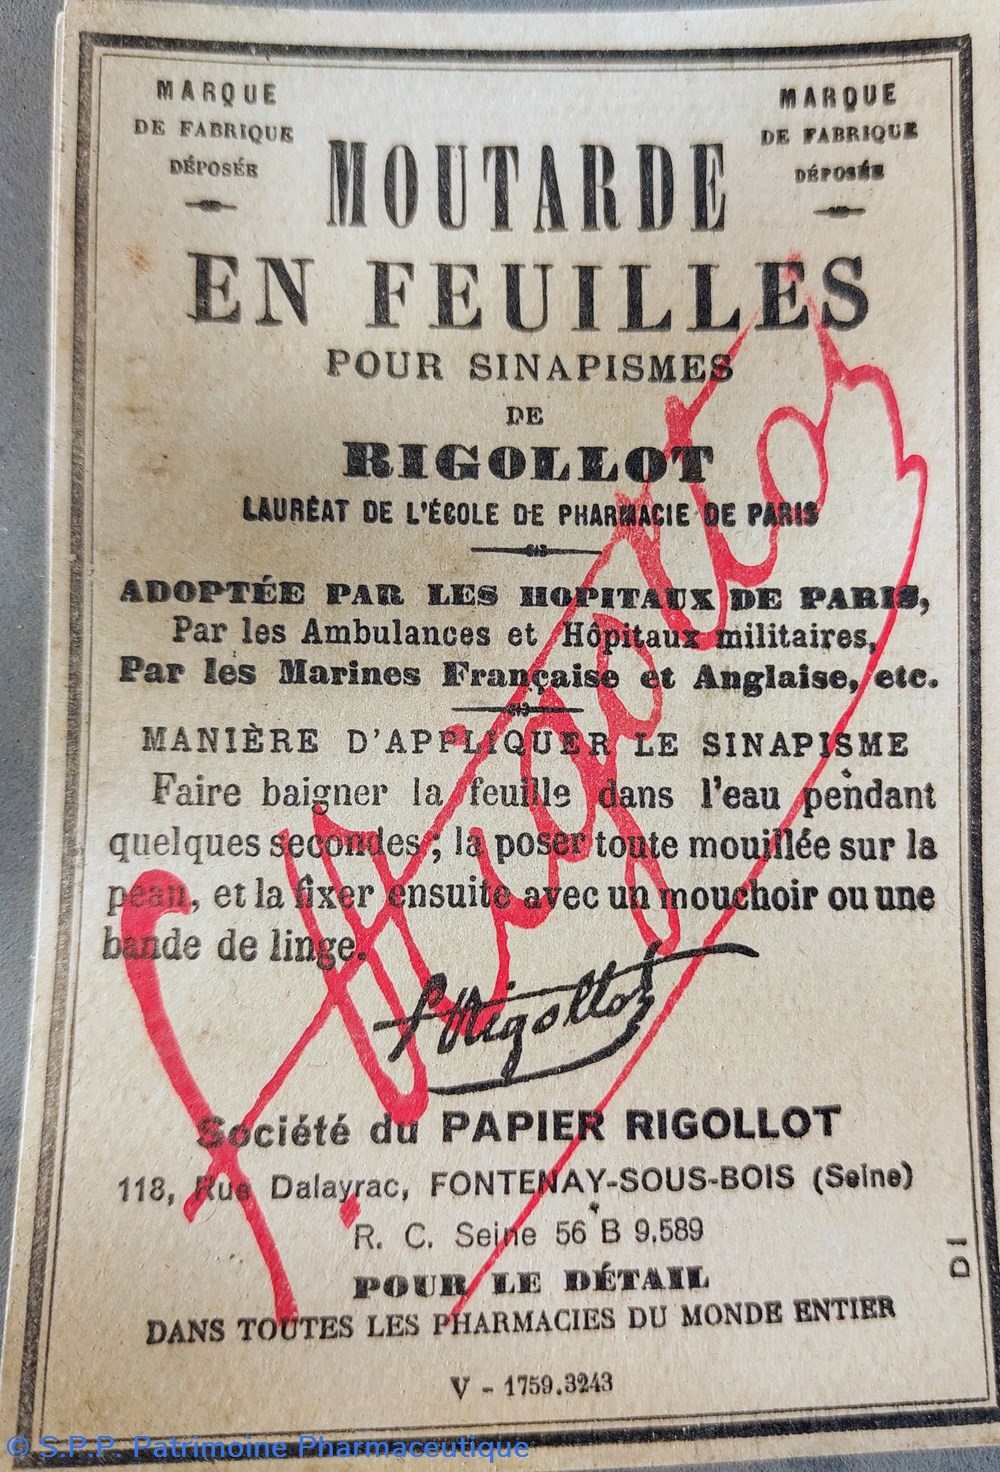 MARQUE
DE FABRIQUE
DÉPOSÉE
MARQUE
DE FABRIQUE
DÉPOSÉE
MOUTARDE
EN FEUILLES
POUR SINAPISMES
DE
RIGOLLOT
LAURÉAT DE L'ÉCOLE DE PHARMACIE DE PARIS
ADOPTÉE PAR LES HOPITAUX DE PARIS,
Par les Ambulances et Hôpitaux militaires,
Par les Marines Française et Anglaise, etc.
MANIÈRE D'APPLIQUER LE SINAPISME
Faire baigner la feuille dans l'eau pendant
quelques secondes; la poser toute mouillée sur la
peau, et la fixer ensuite avec un mouchoir ou une
bande de linge.
P. Rigollot
P Rigollot
Société du PAPIER RIGOLLOT
118, Rue Dalayrac, FONTENAY-SOUS-BOIS (Seine)
R. C. Seine 56 B 9.589
POUR LE DÉTAIL
DANS TOUTES LES PHARMACIES DU MONDE ENTIER
V - 1759.3243
DI
© S.P.P. Patrimoine Pharmaceutique